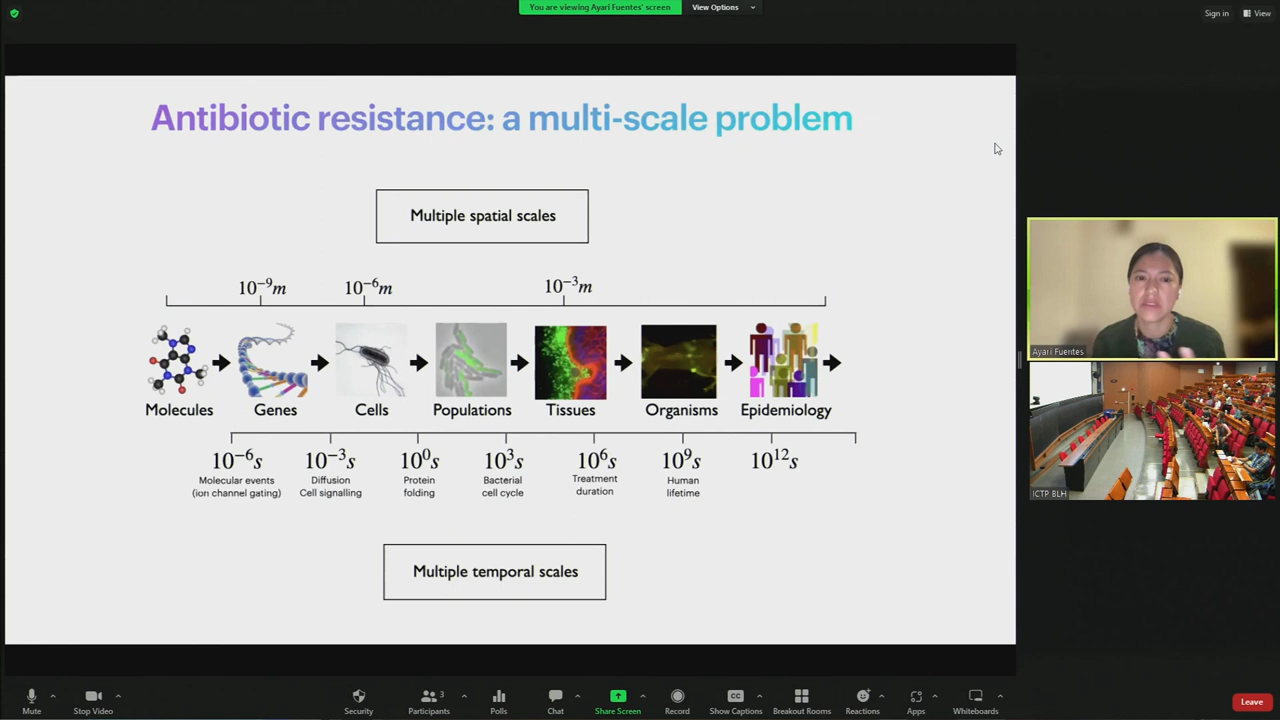 You are viewing Ayari Fuentes' screen
View Options
Sign in
View
Antibiotic resistance: a multi-scale problem
Multiple spatial scales
10⁻⁹m
10⁻⁶m
10⁻³m
Molecules
Genes
Cells
Populations
Tissues
Organisms
Epidemiology
10⁻⁶s
10⁻³s
10⁰s
10³s
10⁶s
10⁹s
10¹²s
Molecular events
(ion channel gating)
Diffusion
Cell signalling
Protein
folding
Bacterial
cell cycle
Treatment
duration
Human
lifetime
Multiple temporal scales
Ayari Fuentes
ICTP BLH
Mute
Stop Video
Security
Participants
3
Polls
Chat
Share Screen
Record
Show Captions
Breakout Rooms
Reactions
Apps
Whiteboards
Leave